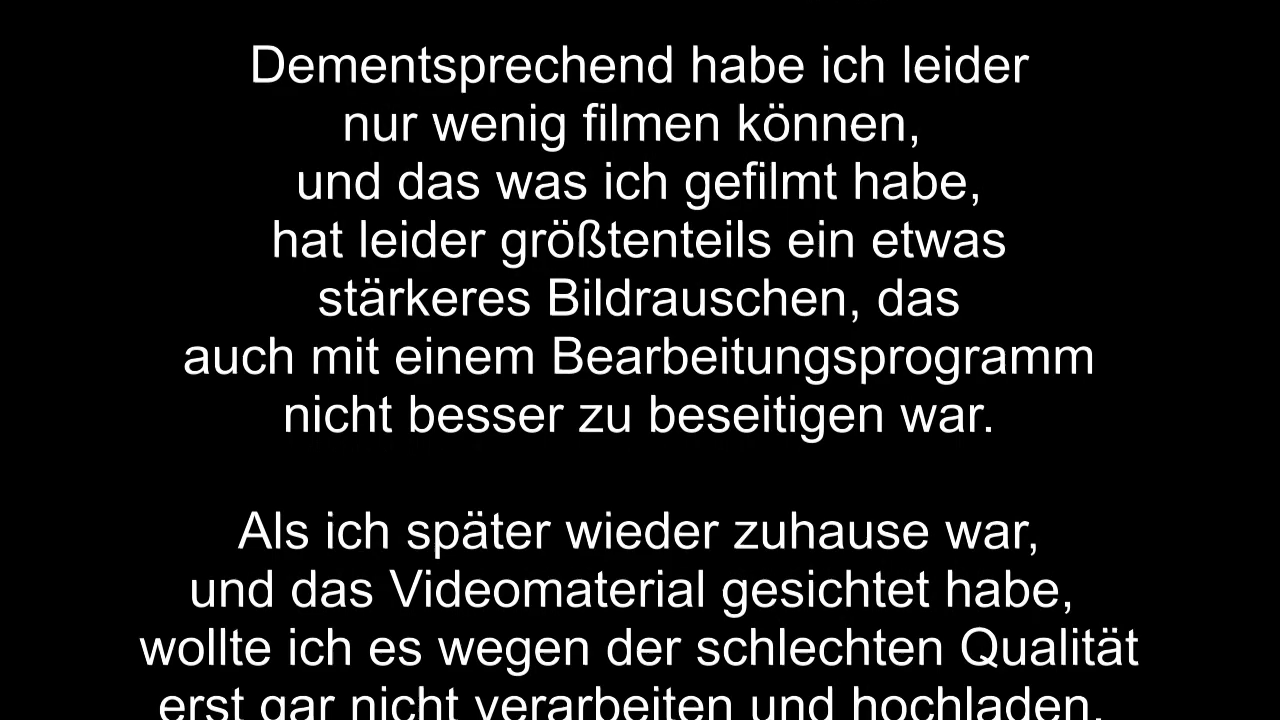 Dementsprechend habe ich leider
nur wenig filmen können,
und das was ich gefilmt habe,
hat leider größtenteils ein etwas
stärkeres Bildrauschen, das
auch mit einem Bearbeitungsprogramm
nicht besser zu beseitigen war.
Als ich später wieder zuhause war,
und das Videomaterial gesichtet habe,
wollte ich es wegen der schlechten Qualität
erst gar nicht verarbeiten und hochladen.